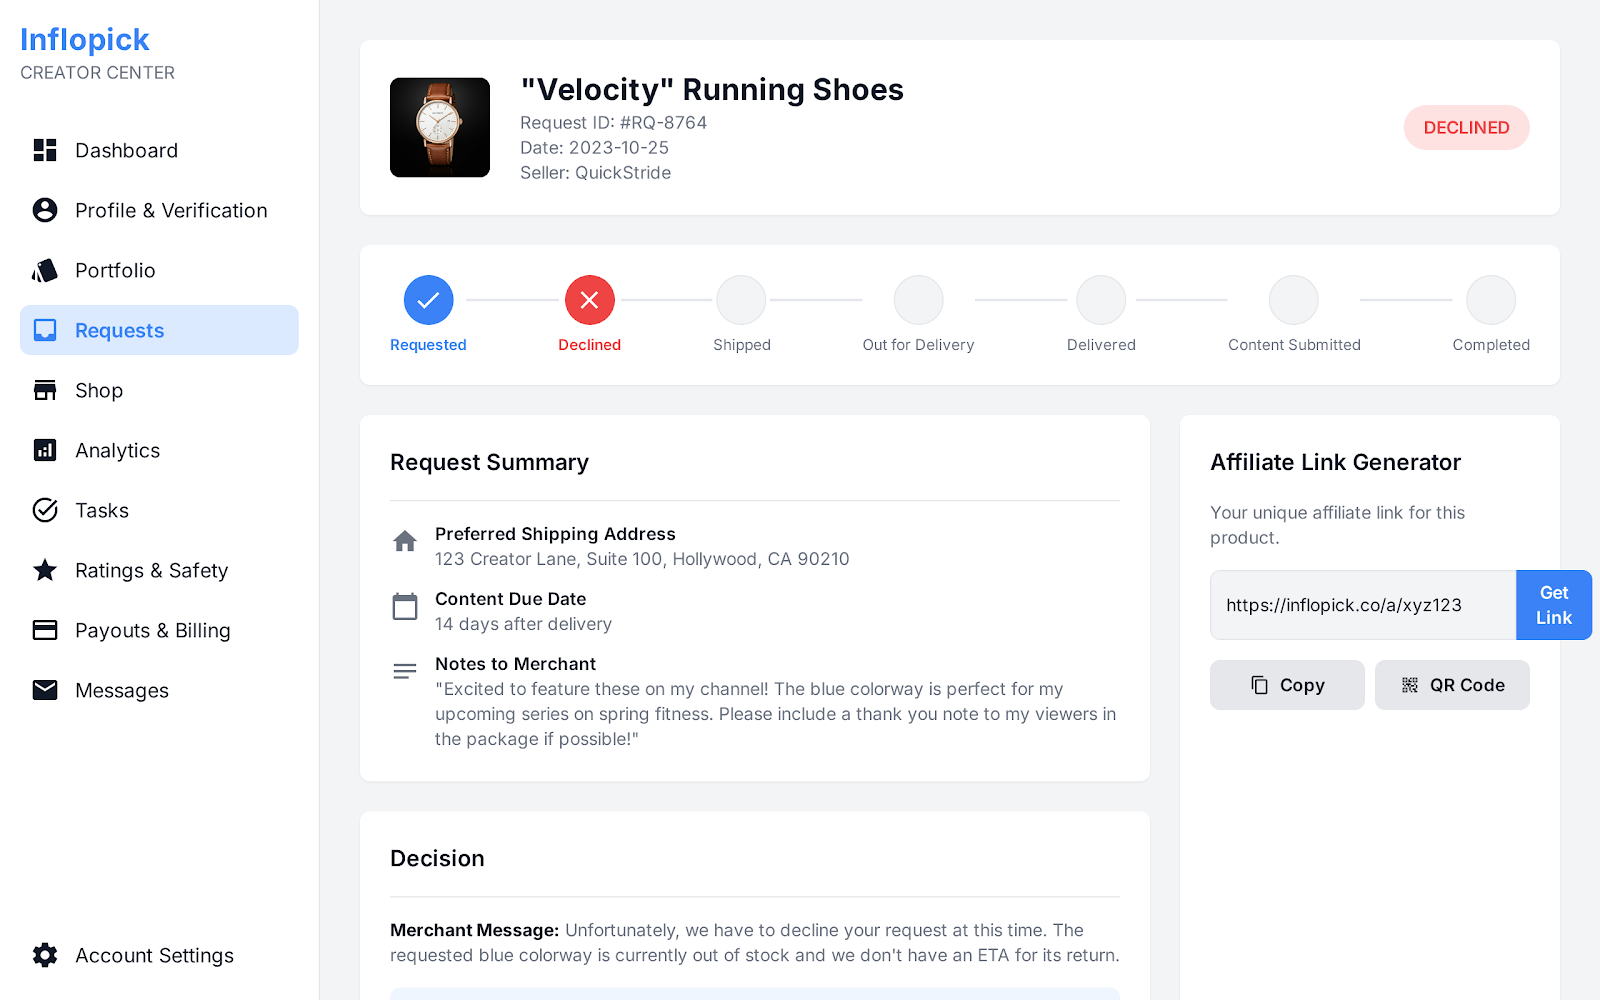 Inflopick
CREATOR CENTER
Dashboard
Profile & Verification
Portfolio
Requests
Shop
Analytics
Tasks
Ratings & Safety
Payouts & Billing
Messages
Account Settings
"Velocity" Running Shoes
Request ID: #RQ-8764
Date: 2023-10-25
Seller: QuickStride
DECLINED
Requested
Declined
Shipped
Out for Delivery
Delivered
Content Submitted
Completed
Request Summary
Preferred Shipping Address
123 Creator Lane, Suite 100, Hollywood, CA 90210
Content Due Date
14 days after delivery
Notes to Merchant
"Excited to feature these on my channel! The blue colorway is perfect for my
upcoming series on spring fitness. Please include a thank you note to my viewers in
the package if possible!"
Decision
Merchant Message: Unfortunately, we have to decline your request at this time. The
requested blue colorway is currently out of stock and we don't have an ETA for its return.
Affiliate Link Generator
Your unique affiliate link for this
product.
https://inflopick.co/a/xyz123
Get
Link
Copy
QR Code